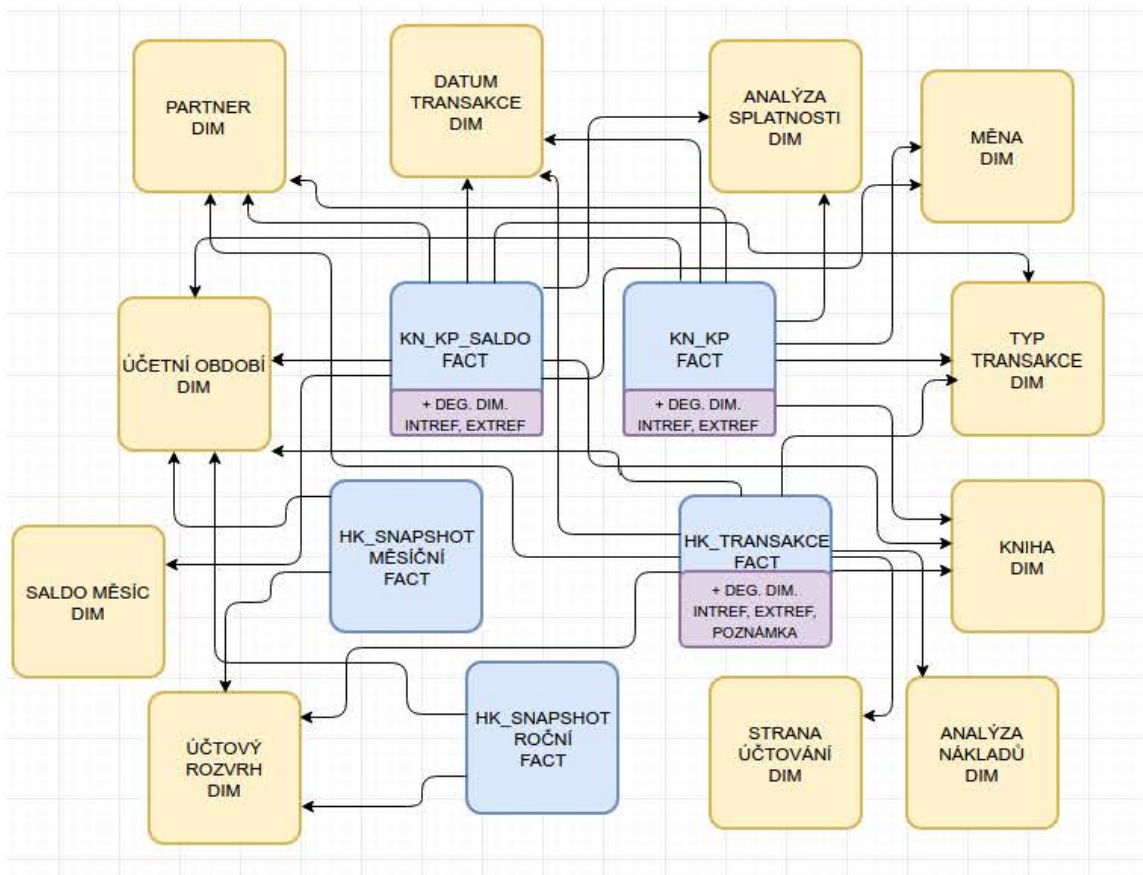 PARTNER
DIM
DATUM
TRANSAKCE
DIM
ANALÝZA
SPLATNOSTI
DIM
MĚNA
DIM
ÚČETNÍ OBDOBÍ
DIM
KN_KP_SALDO
FACT
+ DEG. DIM.
INTREF, EXTREF
KN_KP
FACT
+ DEG. DIM.
INTREF, EXTREF
TYP
TRANSAKCE
DIM
SALDO MĚSÍC
DIM
HK_SNAPSHOT
MĚSÍČNÍ
FACT
HK_TRANSAKCE
FACT
+ DEG. DIM.
INTREF, EXTREF,
POZNÁMKA
KNIHA
DIM
ÚČTOVÝ
ROZVRH
DIM
HK_SNAPSHOT
ROČNÍ
FACT
STRANA
ÚČTOVÁNÍ
DIM
ANALÝZA
NÁKLADŮ
DIM